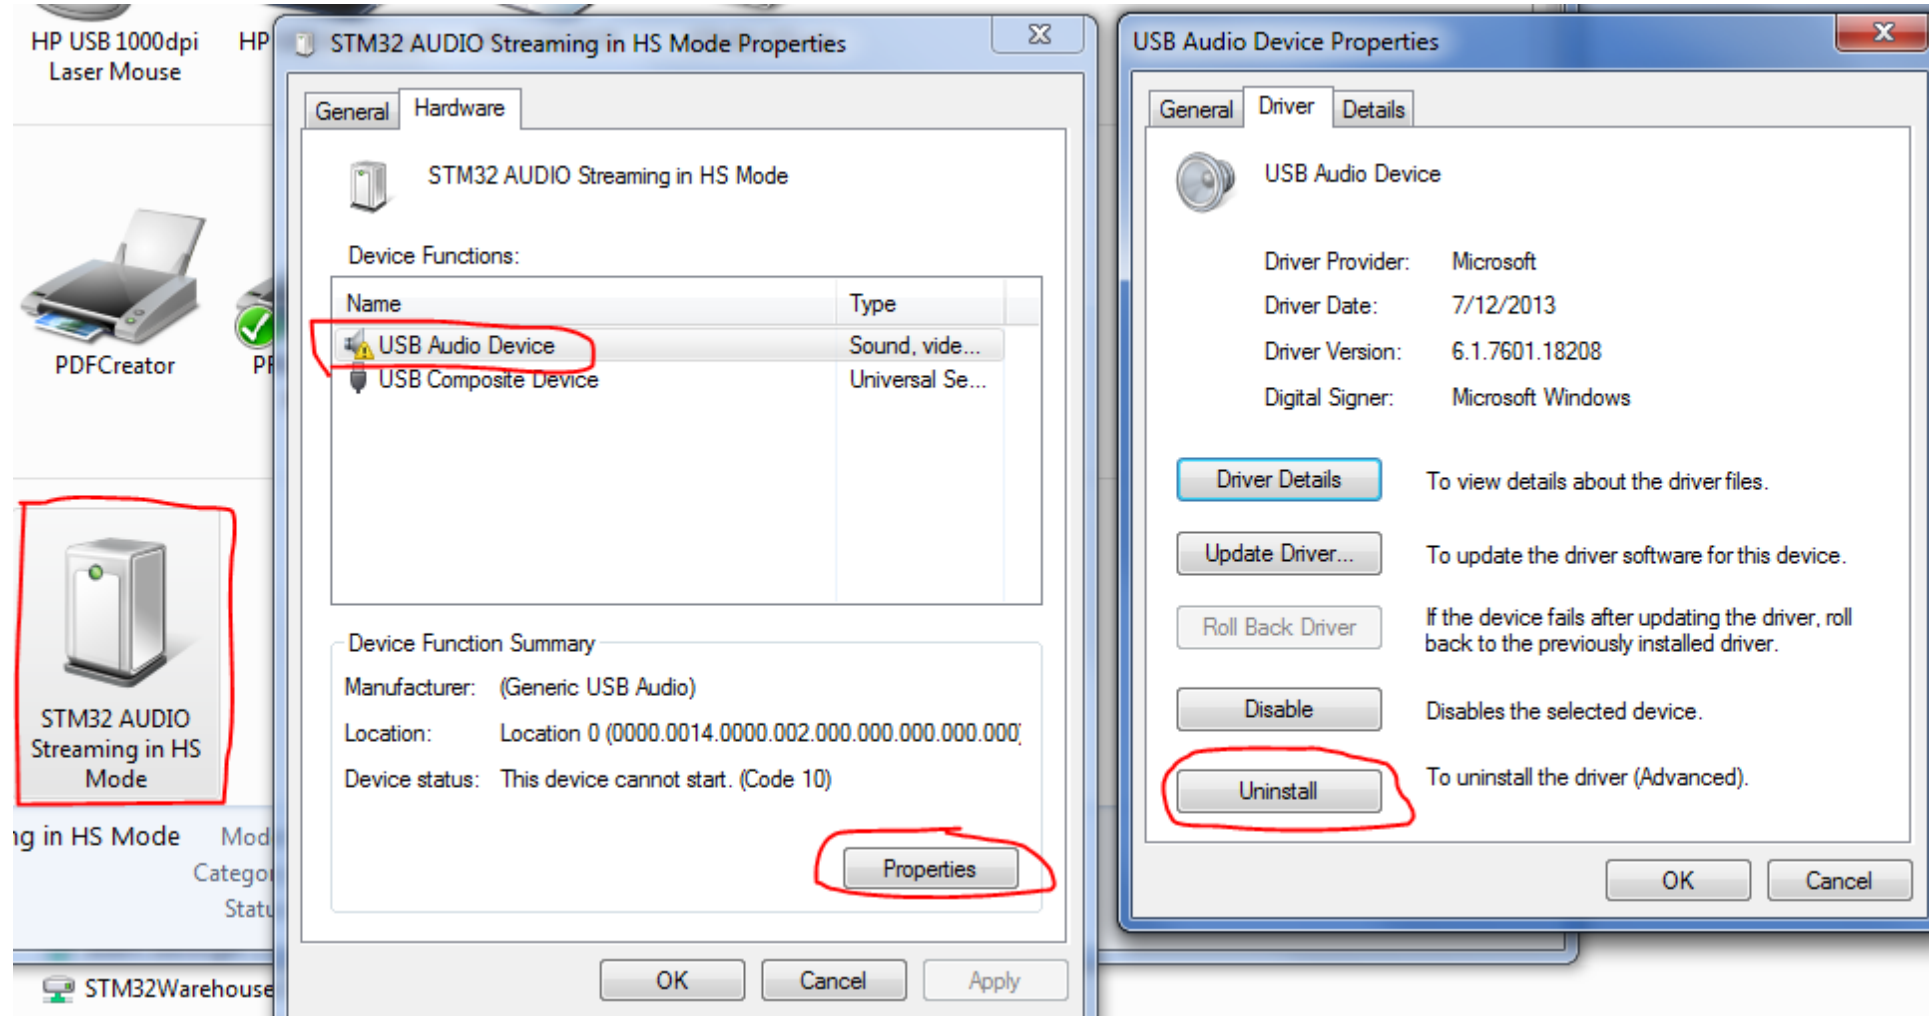 HP USB 1000dpi
Laser Mouse
HP
PDFCreator
STM32 AUDIO
Streaming in HS
Mode
ng in HS Mode
Mod
Categor
Statu
STM32Warehouse
STM32 AUDIO Streaming in HS Mode Properties
General
Hardware
STM32 AUDIO Streaming in HS Mode
Device Functions:
Name Type
USB Audio Device Sound, vide...
USB Composite Device Universal Se...
Device Function Summary
Manufacturer: (Generic USB Audio)
Location: Location 0 (0000.0014.0000.002.000.000.000.000.000)
Device status: This device cannot start. (Code 10)
Properties
OK
Cancel
Apply
USB Audio Device Properties
General
Driver
Details
USB Audio Device
Driver Provider: Microsoft
Driver Date: 7/12/2013
Driver Version: 6.1.7601.18208
Digital Signer: Microsoft Windows
Driver Details
To view details about the driver files.
Update Driver...
To update the driver software for this device.
Roll Back Driver
If the device fails after updating the driver, roll
back to the previously installed driver.
Disable
Disables the selected device.
Uninstall
To uninstall the driver (Advanced).
OK
Cancel